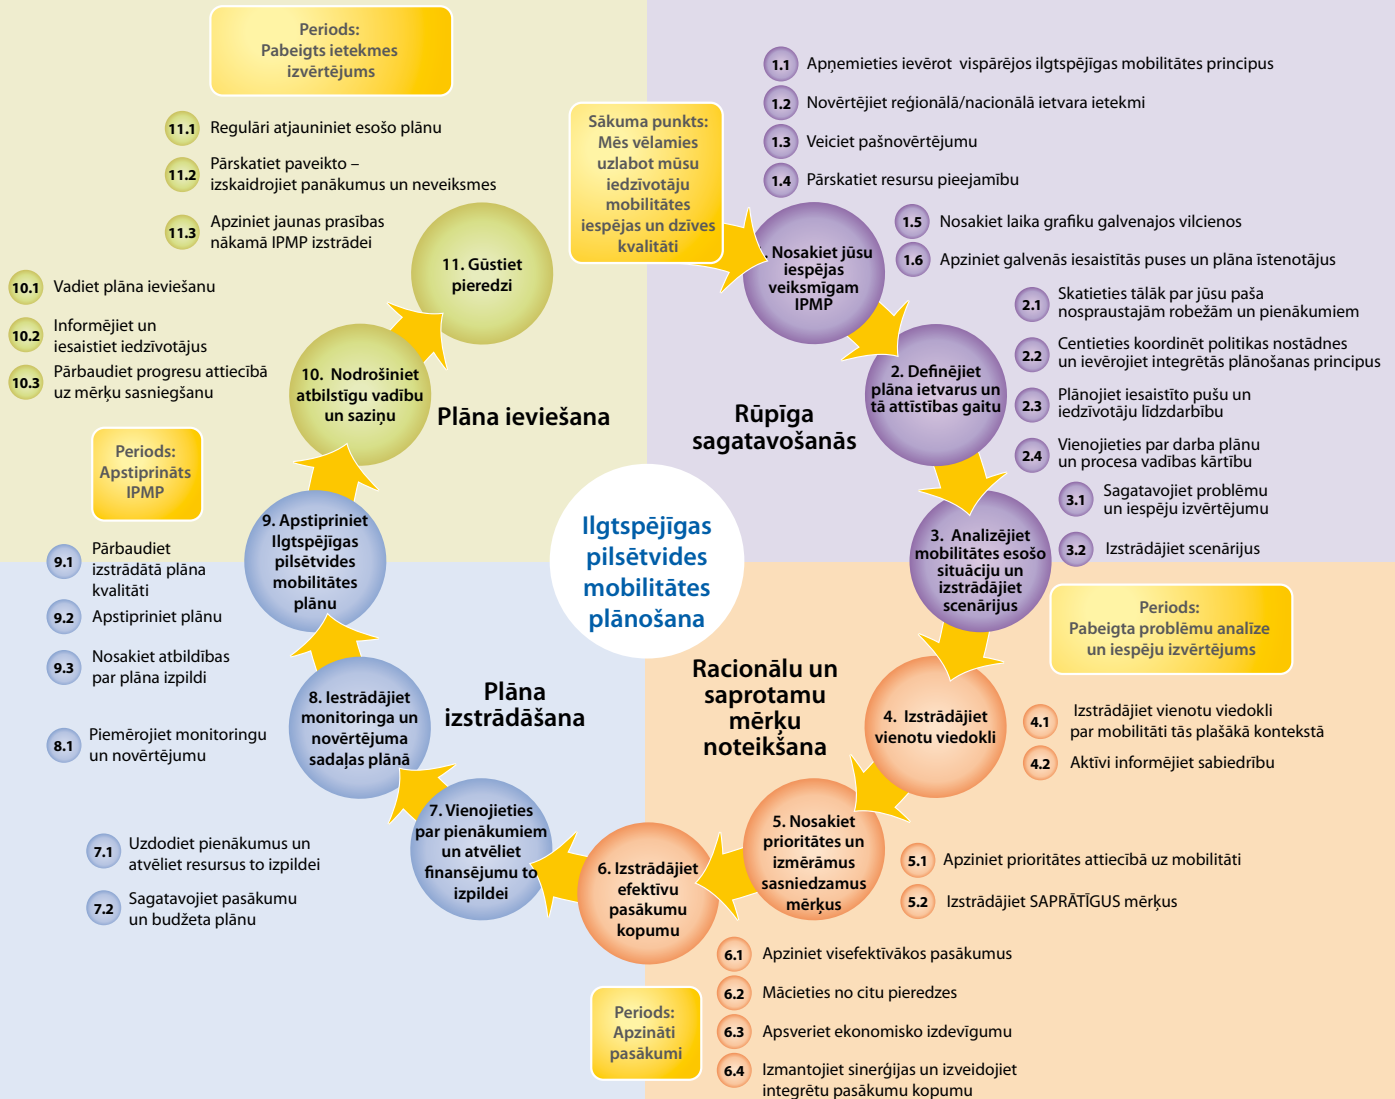 Periods:
Pabeigts ietekmes
izvērtējums
11.1 Regulāri atjauniniet esošo plānu
11.2 Pārskatiet paveikto –
izskaidrojiet panākumus un neveiksmes
11.3 Apziniet jaunas prasības
nākamā IPMP izstrādei
11. Gūstiet
pieredzi
10.1 Vadiet plāna ieviešanu
10.2 Informējiet un
iesaistiet iedzīvotājus
10.3 Pārbaudiet progresu attiecībā
uz mērķu sasniegšanu
10. Nodrošiniet
atbilstīgu vadību
un saziņu
Plāna ieviešana
Periods:
Apstiprināts
IPMP
Sākuma punkts:
Mēs vēlamies
uzlabot mūsu
iedzīvotāju
mobilitātes
iespējas un dzīves
kvalitāti
1.1 Apņemieties ievērot vispārējos ilgtspējīgas mobilitātes principus
1.2 Novērtējiet reģionālā/nacionālā ietvara ietekmi
1.3 Veiciet pašnovērtējumu
1.4 Pārskatiet resursu pieejamību
1.5 Nosakiet laika grafiku galvenajos vilcienos
1.6 Apziniet galvenās iesaistītās puses un plāna īstenotājus
. Nosakiet jūsu
iespējas
veiksmīgam
IPMP
2.1 Skatieties tālāk par jūsu paša
nospraustajām robežām un pienākumiem
2.2 Centieties koordinēt politikas nostādnes
un ievērojiet integrētās plānošanas principus
2.3 Plānojiet iesaistīto pušu un
iedzīvotāju līdzdarbību
2.4 Vienojieties par darba plānu
un procesa vadības kārtību
2. Definējiet
plāna ietvarus un
tā attīstības gaitu
Rūpīga
sagatavošanās
3.1 Sagatavojiet problēmu
un iespēju izvērtējumu
3.2 Izstrādājiet scenārijus
3. Analizējiet
mobilitātes esošo
situāciju un
izstrādājiet
scenārijus
Ilgtspējīgas
pilsētvides
mobilitātes
plānošana
Periods:
Pabeigta problēmu analīze
un iespēju izvērtējums
Racionālu un
saprotamu
mērķu
noteikšana
4. Izstrādājiet
vienotu viedokli
4.1 Izstrādājiet vienotu viedokli
par mobilitāti tās plašākā kontekstā
4.2 Aktīvi informējiet sabiedrību
5. Nosakiet
prioritātes un
izmērāmus
sasniedzamus
mērķus
5.1 Apziniet prioritātes attiecībā uz mobilitāti
5.2 Izstrādājiet SAPRĀTĪGUS mērķus
6. Izstrādājiet
efektīvu
pasākumu
kopumu
6.1 Apziniet visefektīvākos pasākumus
6.2 Mācieties no citu pieredzes
6.3 Apsveriet ekonomisko izdevīgumu
6.4 Izmantojiet sinerģijas un izveidojiet
integrētu pasākumu kopumu
Periods:
Apzināti
pasākumi
9. Apstipriniet
Ilgtspējīgas
pilsētvides
mobilitātes
plānu
9.1 Pārbaudiet
izstrādātā plāna
kvalitāti
9.2 Apstipriniet plānu
9.3 Nosakiet atbildības
par plāna izpildi
8. Iestrādājiet
monitoringa un
novērtējuma
sadaļas plānā
Plāna
izstrādāšana
8.1 Piemērojiet monitoringu
un novērtējumu
7. Vienojieties
par pienākumiem
un atvēliet
finansējumu to
izpildei
7.1 Uzdodiet pienākumus un
atvēliet resursus to izpildei
7.2 Sagatavojiet pasākumu
un budžeta plānu